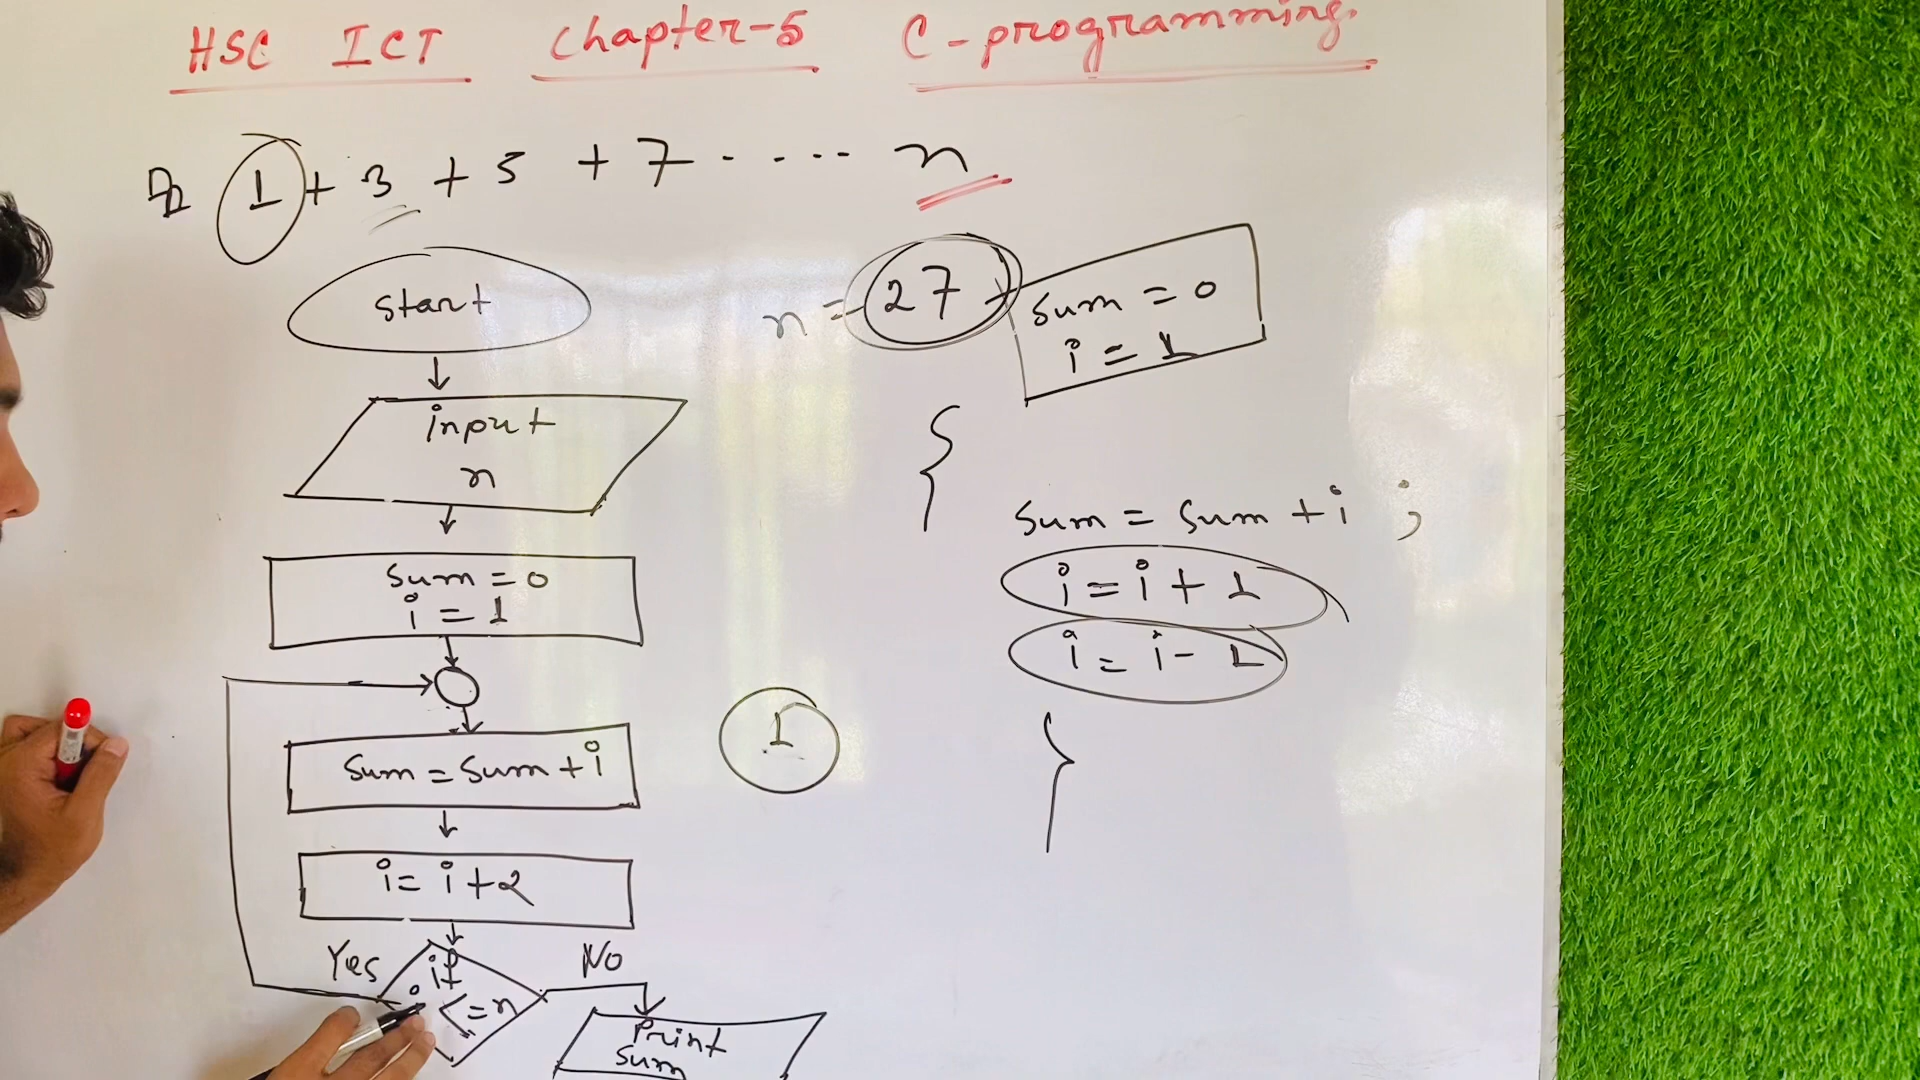 HSC ICT Chapter-5 C-programming.
1 + 3 + 5 + 7 ....... n
start
input
n
sum = 0
i = 1
sum = sum + i
i = i + 2
Yes
if
i <= n
No
Print
sum
n = 27
sum = 0
i = 1
{
sum = sum + i ;
i = i + 1
i = i - 1
}
1